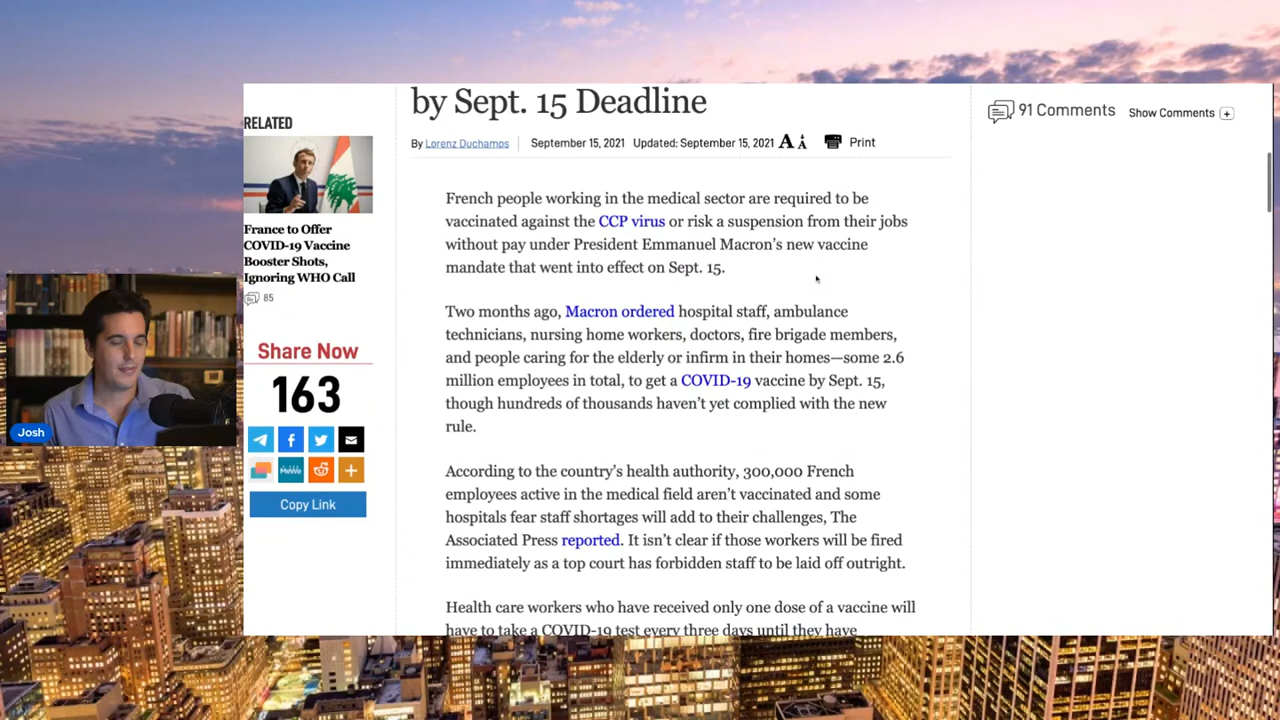 by Sept. 15 Deadline
By Lorenz Duchamps September 15, 2021 Updated: September 15, 2021 A A Print
91 Comments Show Comments +
RELATED
France to Offer
COVID-19 Vaccine
Booster Shots,
Ignoring WHO Call
85
Share Now
163
MeWe
Copy Link
Josh
French people working in the medical sector are required to be
vaccinated against the CCP virus or risk a suspension from their jobs
without pay under President Emmanuel Macron’s new vaccine
mandate that went into effect on Sept. 15.
Two months ago, Macron ordered hospital staff, ambulance
technicians, nursing home workers, doctors, fire brigade members,
and people caring for the elderly or infirm in their homes—some 2.6
million employees in total, to get a COVID-19 vaccine by Sept. 15,
though hundreds of thousands haven’t yet complied with the new
rule.
According to the country’s health authority, 300,000 French
employees active in the medical field aren’t vaccinated and some
hospitals fear staff shortages will add to their challenges, The
Associated Press reported. It isn’t clear if those workers will be fired
immediately as a top court has forbidden staff to be laid off outright.
Health care workers who have received only one dose of a vaccine will
have to take a COVID-19 test every three days until they have